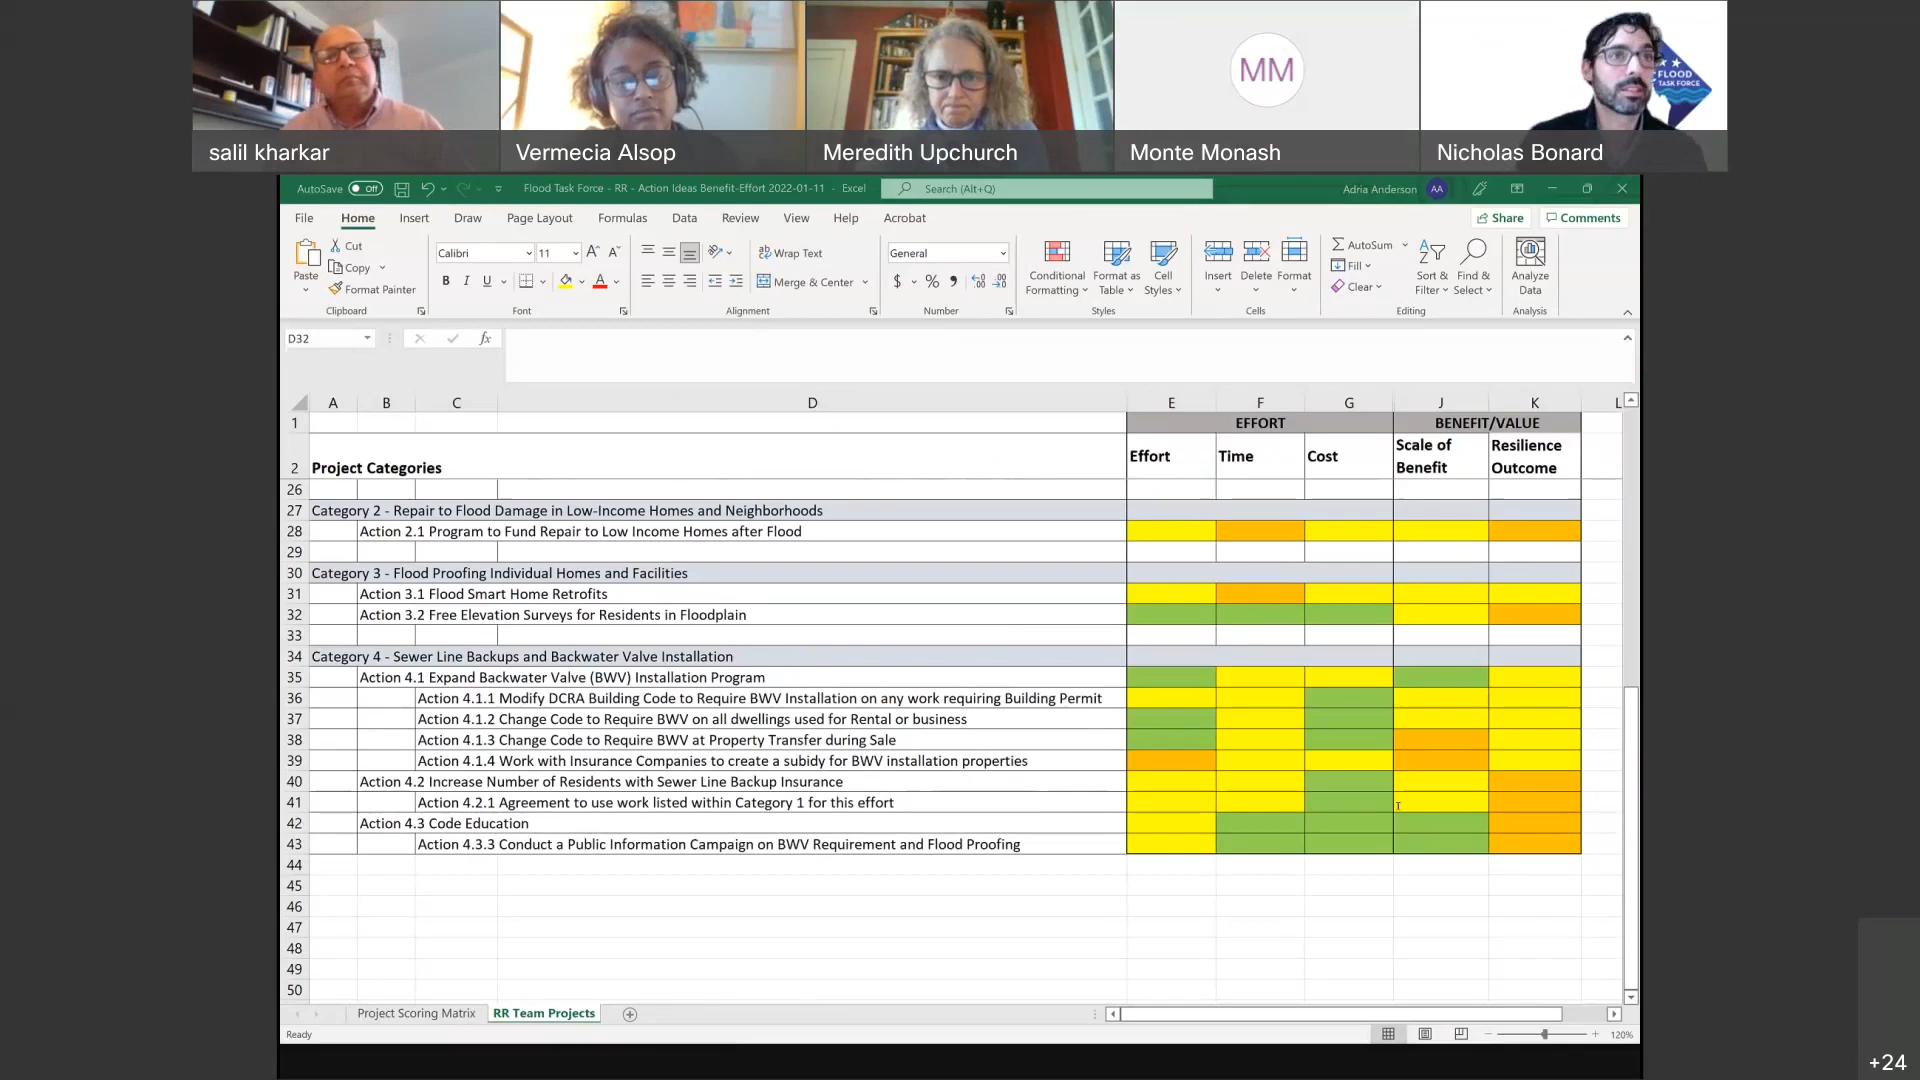 MM
FLOOD
TASK FORCE
salil kharkar
Vermecia Alsop
Meredith Upchurch
Monte Monash
Nicholas Bonard
AutoSave Off
Flood Task Force - RR - Action Ideas Benefit-Effort 2022-01-11 - Excel
Search (Alt+Q)
Adria Anderson AA
File Home Insert Draw Page Layout Formulas Data Review View Help Acrobat Share Comments
Paste
Cut
Copy
Format Painter
Clipboard
Calibri 11
B I U
Font
Wrap Text
Merge & Center
Alignment
General
$ %
Number
Conditional Formatting
Format as Table
Cell Styles
Styles
Insert
Delete
Format
Cells
AutoSum
Fill
Clear
Sort & Filter
Find & Select
Editing
Analyze Data
Analysis
D32
fx
A B C D E F G J K L
1 EFFORT BENEFIT/VALUE
2 Project Categories Effort Time Cost Scale of Benefit Resilience Outcome
26
27 Category 2 - Repair to Flood Damage in Low-Income Homes and Neighborhoods
28 Action 2.1 Program to Fund Repair to Low Income Homes after Flood
29
30 Category 3 - Flood Proofing Individual Homes and Facilities
31 Action 3.1 Flood Smart Home Retrofits
32 Action 3.2 Free Elevation Surveys for Residents in Floodplain
33
34 Category 4 - Sewer Line Backups and Backwater Valve Installation
35 Action 4.1 Expand Backwater Valve (BWV) Installation Program
36 Action 4.1.1 Modify DCRA Building Code to Require BWV Installation on any work requiring Building Permit
37 Action 4.1.2 Change Code to Require BWV on all dwellings used for Rental or business
38 Action 4.1.3 Change Code to Require BWV at Property Transfer during Sale
39 Action 4.1.4 Work with Insurance Companies to create a subidy for BWV installation properties
40 Action 4.2 Increase Number of Residents with Sewer Line Backup Insurance
41 Action 4.2.1 Agreement to use work listed within Category 1 for this effort
42 Action 4.3 Code Education
43 Action 4.3.3 Conduct a Public Information Campaign on BWV Requirement and Flood Proofing
44
45
46
47
48
49
50
Project Scoring Matrix RR Team Projects
Ready
120%
+24